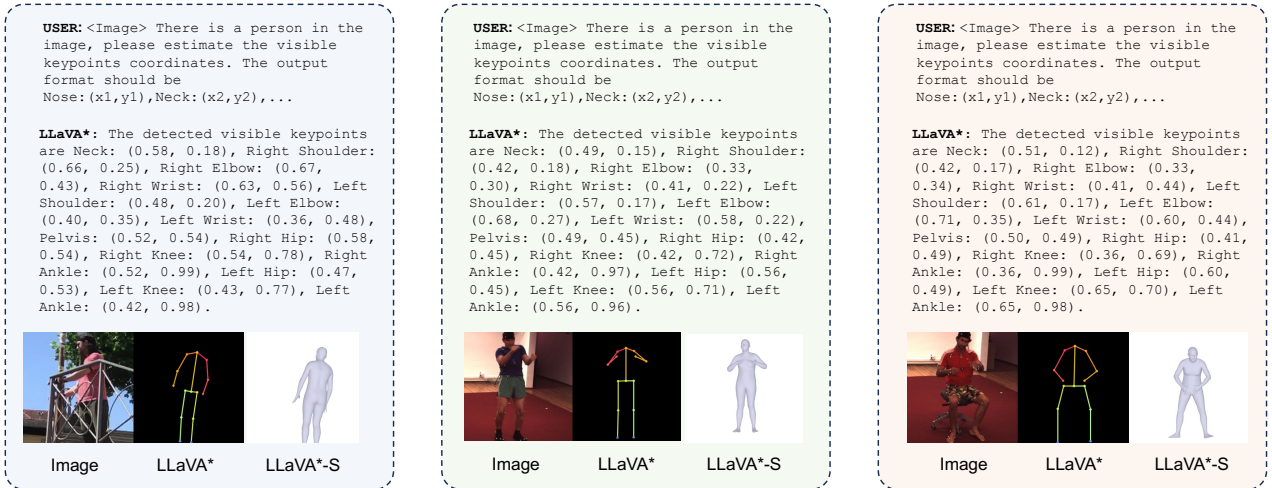 USER: <Image> There is a person in the
image, please estimate the visible
keypoints coordinates. The output
format should be
Nose:(x1,y1),Neck:(x2,y2),...
LLaVA*: The detected visible keypoints
are Neck: (0.58, 0.18), Right Shoulder:
(0.66, 0.25), Right Elbow: (0.67,
0.43), Right Wrist: (0.63, 0.56), Left
Shoulder: (0.48, 0.20), Left Elbow:
(0.40, 0.35), Left Wrist: (0.36, 0.48),
Pelvis: (0.52, 0.54), Right Hip: (0.58,
0.54), Right Knee: (0.54, 0.78), Right
Ankle: (0.52, 0.99), Left Hip: (0.47,
0.53), Left Knee: (0.43, 0.77), Left
Ankle: (0.42, 0.98).
Image LLaVA* LLaVA*-S
USER: <Image> There is a person in the
image, please estimate the visible
keypoints coordinates. The output
format should be
Nose:(x1,y1),Neck:(x2,y2),...
LLaVA*: The detected visible keypoints
are Neck: (0.49, 0.15), Right Shoulder:
(0.42, 0.18), Right Elbow: (0.33,
0.30), Right Wrist: (0.41, 0.22), Left
Shoulder: (0.57, 0.17), Left Elbow:
(0.68, 0.27), Left Wrist: (0.58, 0.22),
Pelvis: (0.49, 0.45), Right Hip: (0.42,
0.45), Right Knee: (0.42, 0.72), Right
Ankle: (0.42, 0.97), Left Hip: (0.56,
0.45), Left Knee: (0.56, 0.71), Left
Ankle: (0.56, 0.96).
Image LLaVA* LLaVA*-S
USER: <Image> There is a person in the
image, please estimate the visible
keypoints coordinates. The output
format should be
Nose:(x1,y1),Neck:(x2,y2),...
LLaVA*: The detected visible keypoints
are Neck: (0.51, 0.12), Right Shoulder:
(0.42, 0.17), Right Elbow: (0.33,
0.34), Right Wrist: (0.41, 0.44), Left
Shoulder: (0.61, 0.17), Left Elbow:
(0.71, 0.35), Left Wrist: (0.60, 0.44),
Pelvis: (0.50, 0.49), Right Hip: (0.41,
0.49), Right Knee: (0.36, 0.69), Right
Ankle: (0.36, 0.99), Left Hip: (0.60,
0.49), Left Knee: (0.65, 0.70), Left
Ankle: (0.65, 0.98).
Image LLaVA* LLaVA*-S